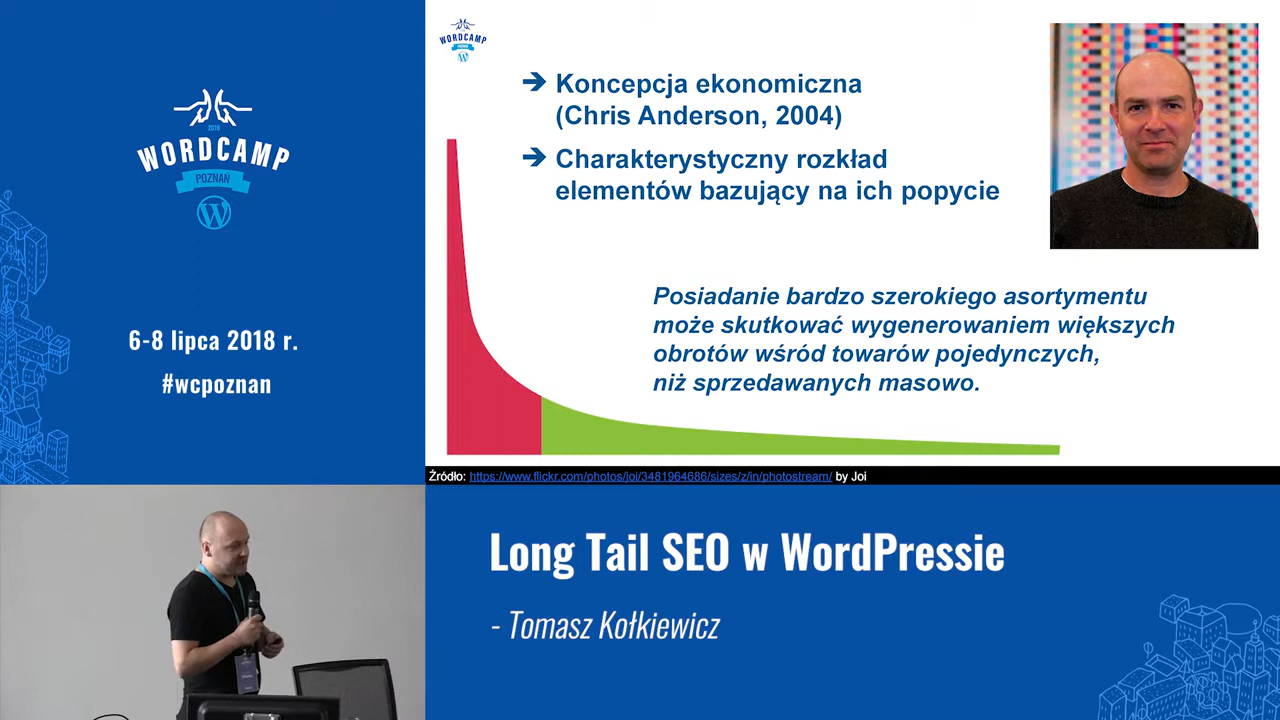 2018
WORDCAMP
POZNAŃ
6-8 lipca 2018 r.
#wcpoznan
WORDCAMP
➔ Koncepcja ekonomiczna
(Chris Anderson, 2004)
➔ Charakterystyczny rozkład
elementów bazujący na ich popycie
Posiadanie bardzo szerokiego asortymentu
może skutkować wygenerowaniem większych
obrotów wśród towarów pojedynczych,
niż sprzedawanych masowo.
Źródło: https://www.flickr.com/photos/joi/3481964686/sizes/z/in/photostream/ by Joi
Long Tail SEO w WordPressie
- Tomasz Kołkiewicz